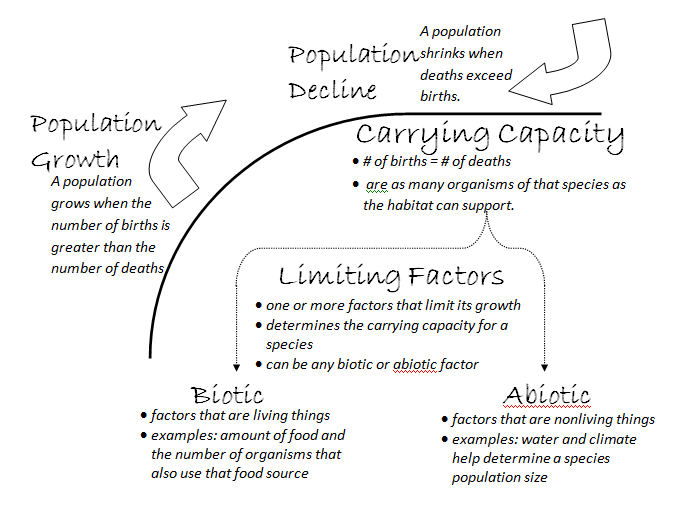 Population
Decline
A population
shrinks when
deaths exceed
births.
Population
Growth
A population
grows when the
number of births is
greater than the
number of deaths
Carrying Capacity
• # of births = # of deaths
• are as many organisms of that species as
the habitat can support.
Limiting Factors
• one or more factors that limit its growth
• determines the carrying capacity for a
species
• can be any biotic or abiotic factor
Biotic
• factors that are living things
• examples: amount of food and
the number of organisms that
also use that food source
Abiotic
• factors that are nonliving things
• examples: water and climate
help determine a species
population size